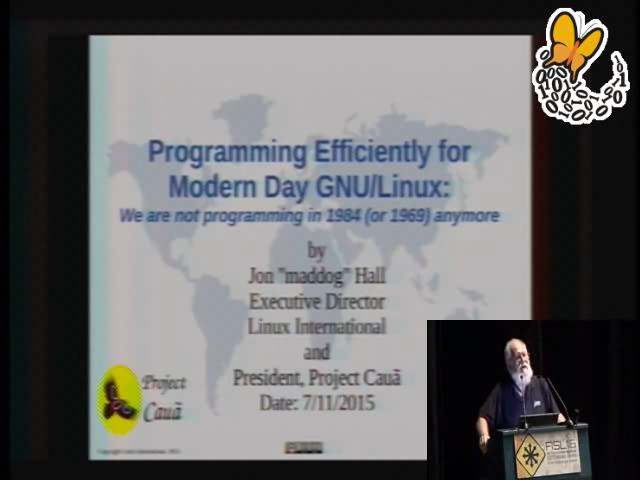 Programming Efficiently for
Modern Day GNU/Linux:
We are not programming in 1984 (or 1969) anymore
by
Jon "maddog" Hall
Executive Director
Linux International
and
President, Project Cauã
Date: 7/11/2015
Project
Cauã
FISL16